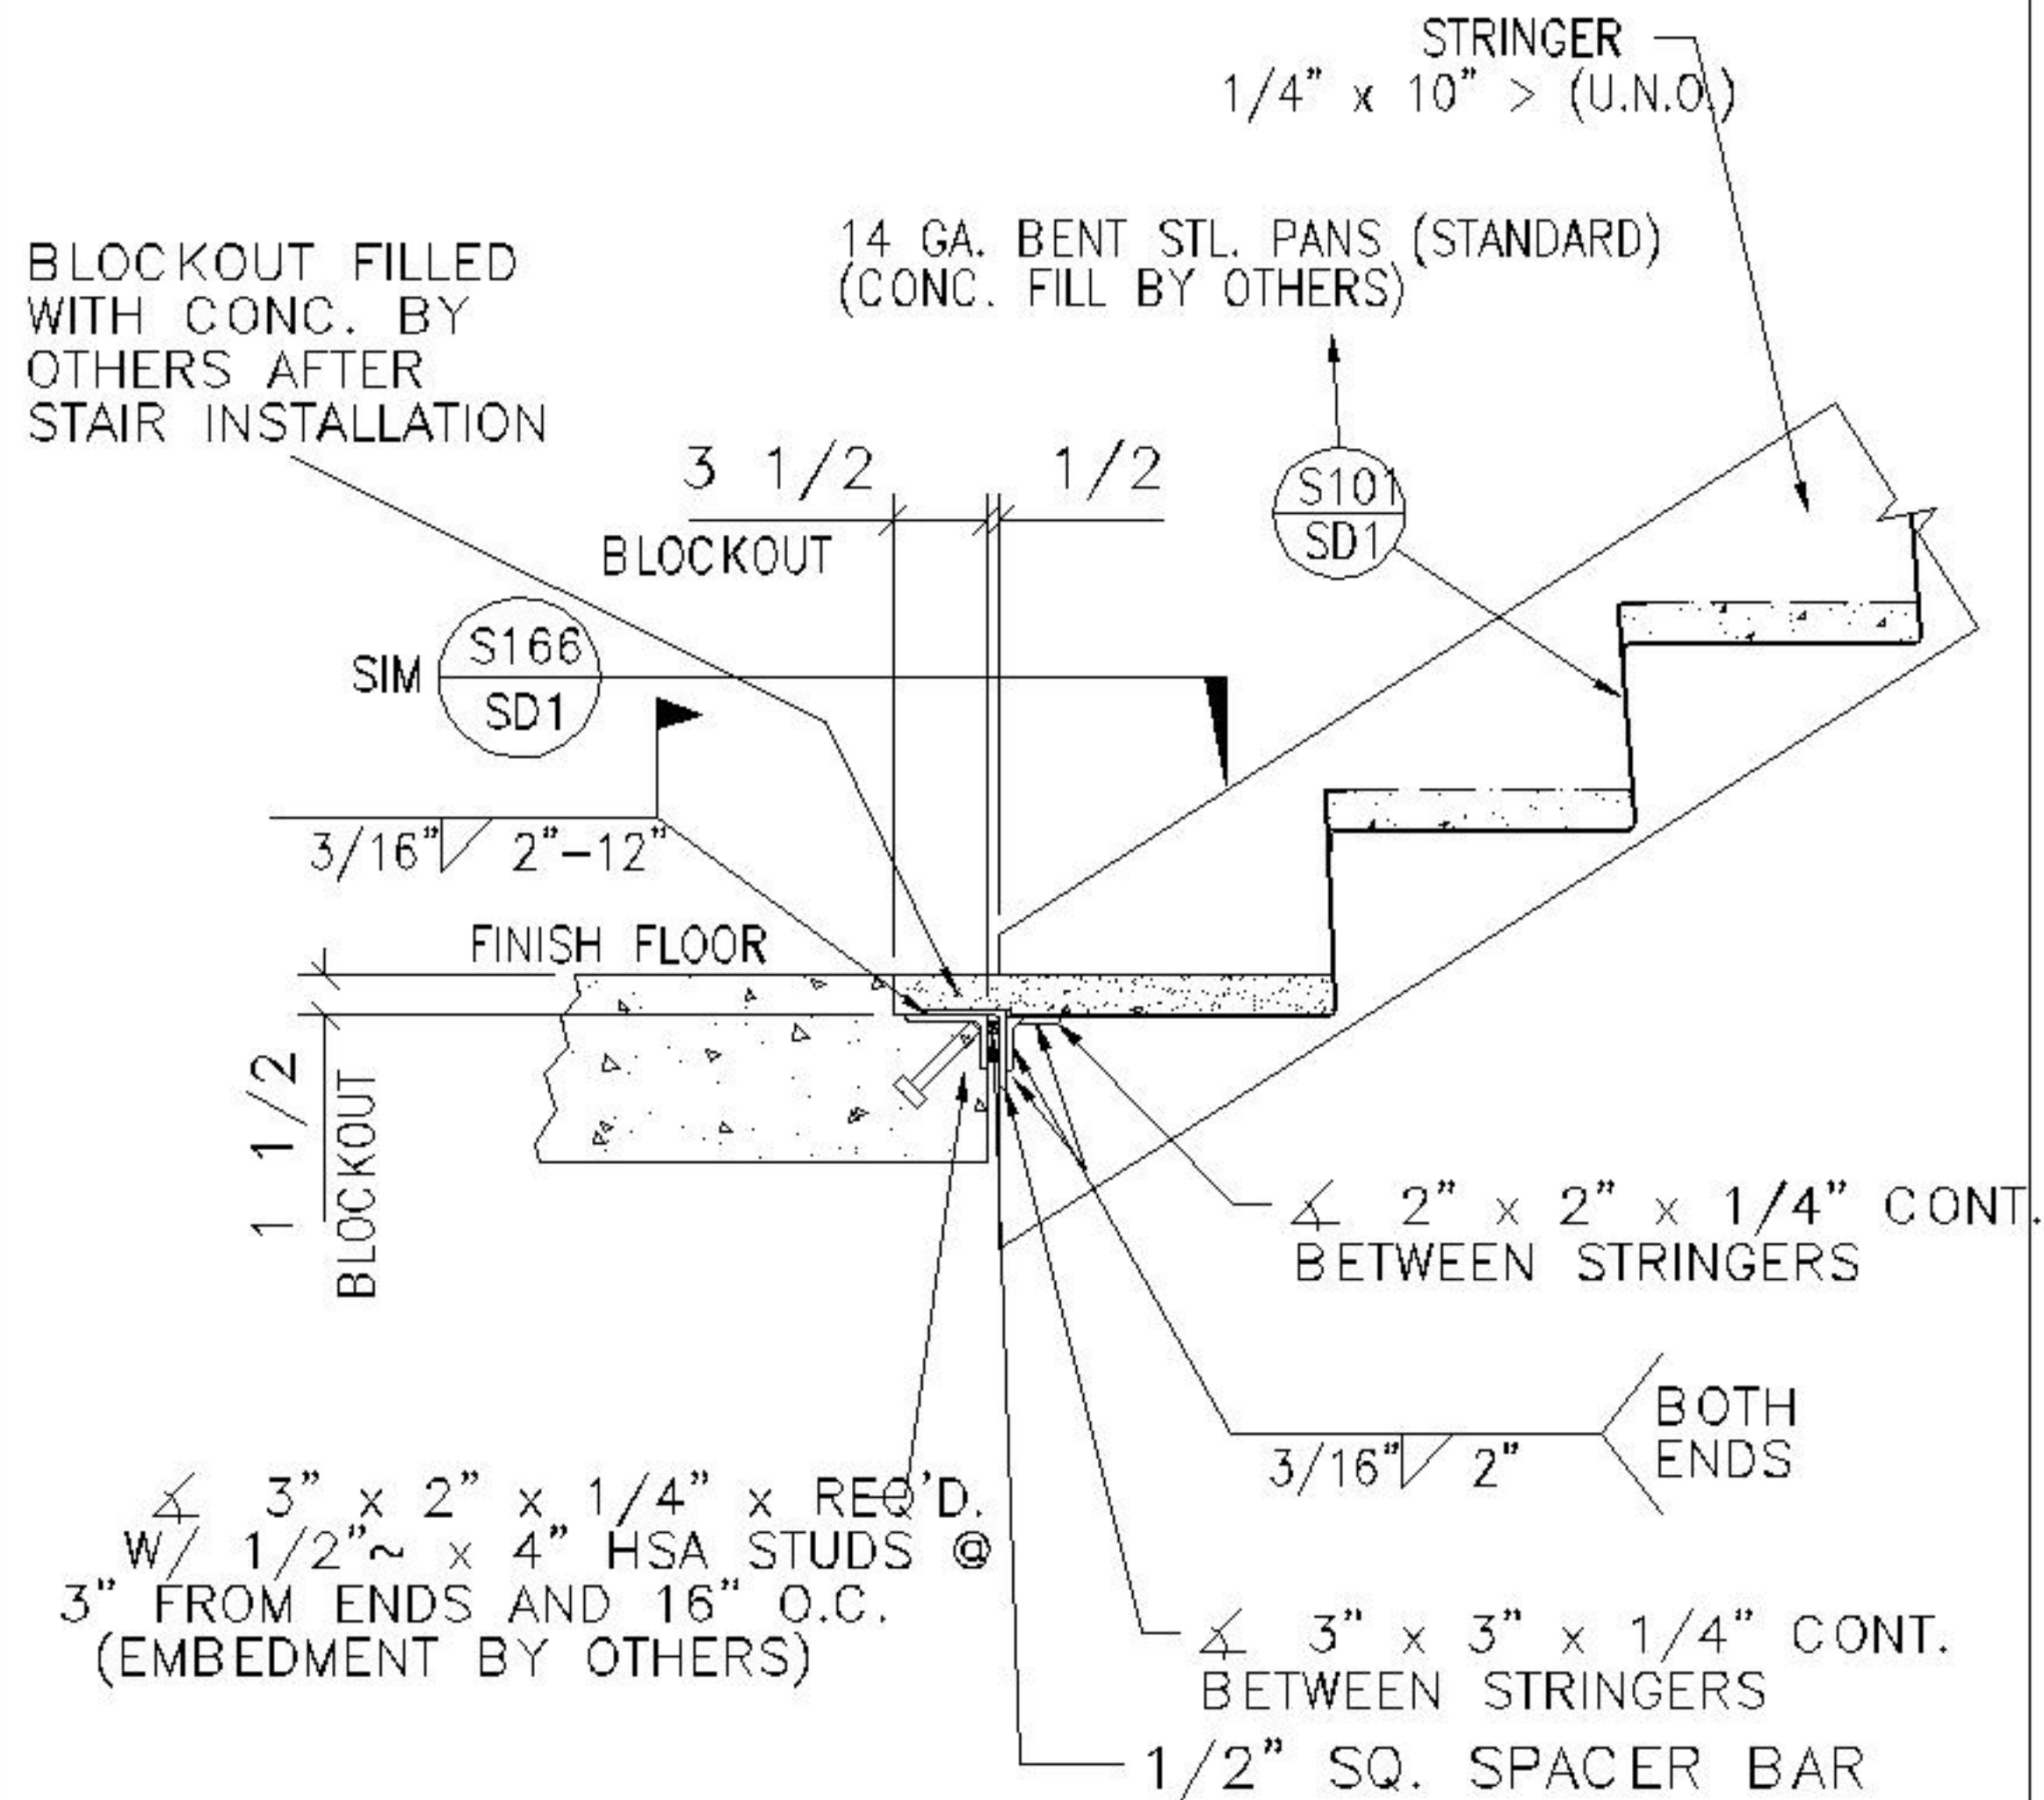 STRINGER
1/4" x 10" > (U.N.O.)
14 GA. BENT STL. PANS (STANDARD)
(CONC. FILL BY OTHERS)
BLOCKOUT FILLED
WITH CONC. BY
OTHERS AFTER
STAIR INSTALLATION
3 1/2
1/2
BLOCKOUT
S101
SD1
SIM
S166
SD1
3/16" 2"-12"
FINISH FLOOR
1 1/2
BLOCKOUT
∡ 2" x 2" x 1/4" CONT.
BETWEEN STRINGERS
3/16" 2"
BOTH
ENDS
∡ 3" x 2" x 1/4" x REQ'D.
W/ 1/2"~ x 4" HSA STUDS @
3" FROM ENDS AND 16" O.C.
(EMBEDMENT BY OTHERS)
∡ 3" x 3" x 1/4" CONT.
BETWEEN STRINGERS
1/2" SQ. SPACER BAR